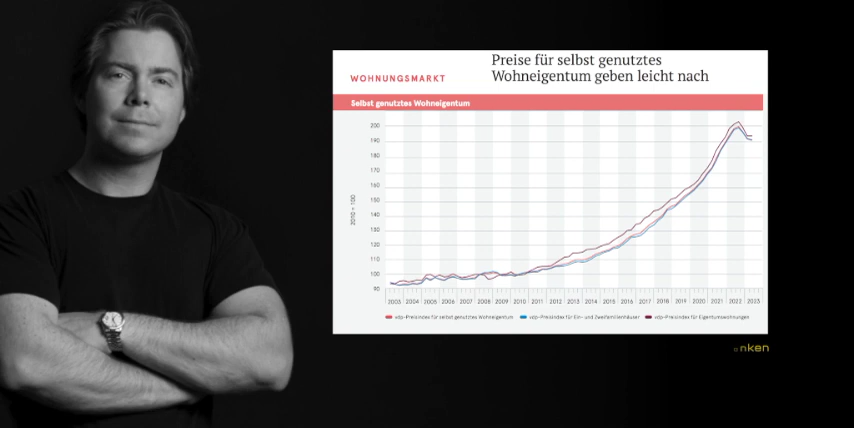 Preise für selbst genutztes
WOHNUNGSMARKT
Wohneigentum geben leicht nach
Selbst genutztes Wohneigentum
2010 = 100
200
190
180
170
160
150
140
130
120
110
100
90
2003 2004 2005 2006 2007 2008 2009 2010 2011 2012 2013 2014 2015 2016 2017 2018 2019 2020 2021 2022 2023
vdp-Preisindex für selbst genutztes Wohneigentum vdp-Preisindex für Ein- und Zweifamilienhäuser vdp-Preisindex für Eigentumswohnungen